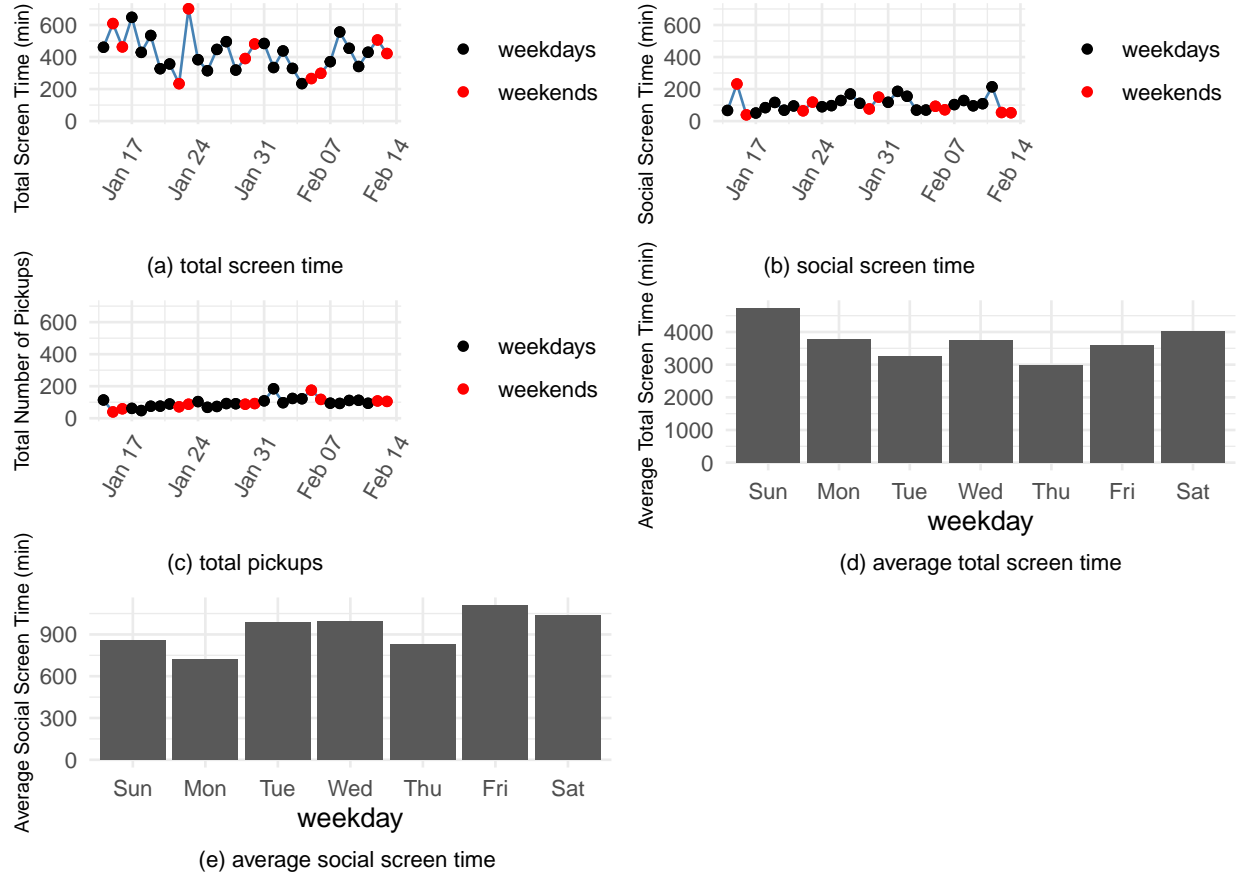 Total Screen Time (min)
600
400
200
0
Jan 17
Jan 24
Jan 31
Feb 07
Feb 14
weekdays
weekends
(a) total screen time
Social Screen Time (min)
600
400
200
0
Jan 17
Jan 24
Jan 31
Feb 07
Feb 14
weekdays
weekends
(b) social screen time
Total Number of Pickups)
600
400
200
0
Jan 17
Jan 24
Jan 31
Feb 07
Feb 14
weekdays
weekends
(c) total pickups
Average Total Screen Time (min)
4000
3000
2000
1000
0
Sun Mon Tue Wed Thu Fri Sat
weekday
(d) average total screen time
Average Social Screen Time (min)
900
600
300
0
Sun Mon Tue Wed Thu Fri Sat
weekday
(e) average social screen time